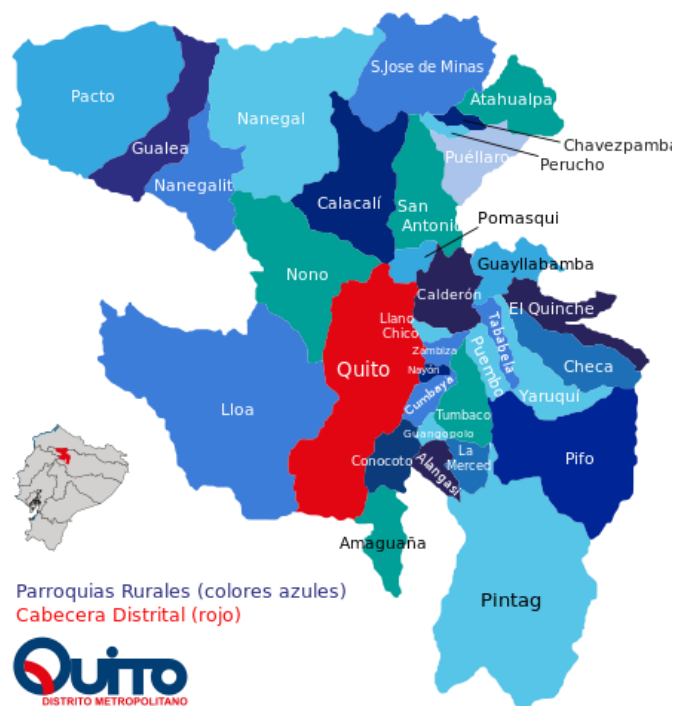 S.Jose de Minas
Pacto
Atahualpa
Nanegal
Chavezpamba
Gualea
Puéllaro
Perucho
Nanegalit
Calacalí
San
Antonio
Pomasqui
Guayllabamba
Nono
Calderón
El Quinche
Llano
Chico
Tababela
Zambiza
Puembo
Checa
Quito
Nayón
Cumbaya
Yaruqui
Lloa
Tumbaco
Guangopolo
Conocoto
Alangasi
La
Merced
Pifo
Amaguaña
Pintag
Parroquias Rurales (colores azules)
Cabecera Distrital (rojo)
Quito
DISTRITO METROPOLITANO